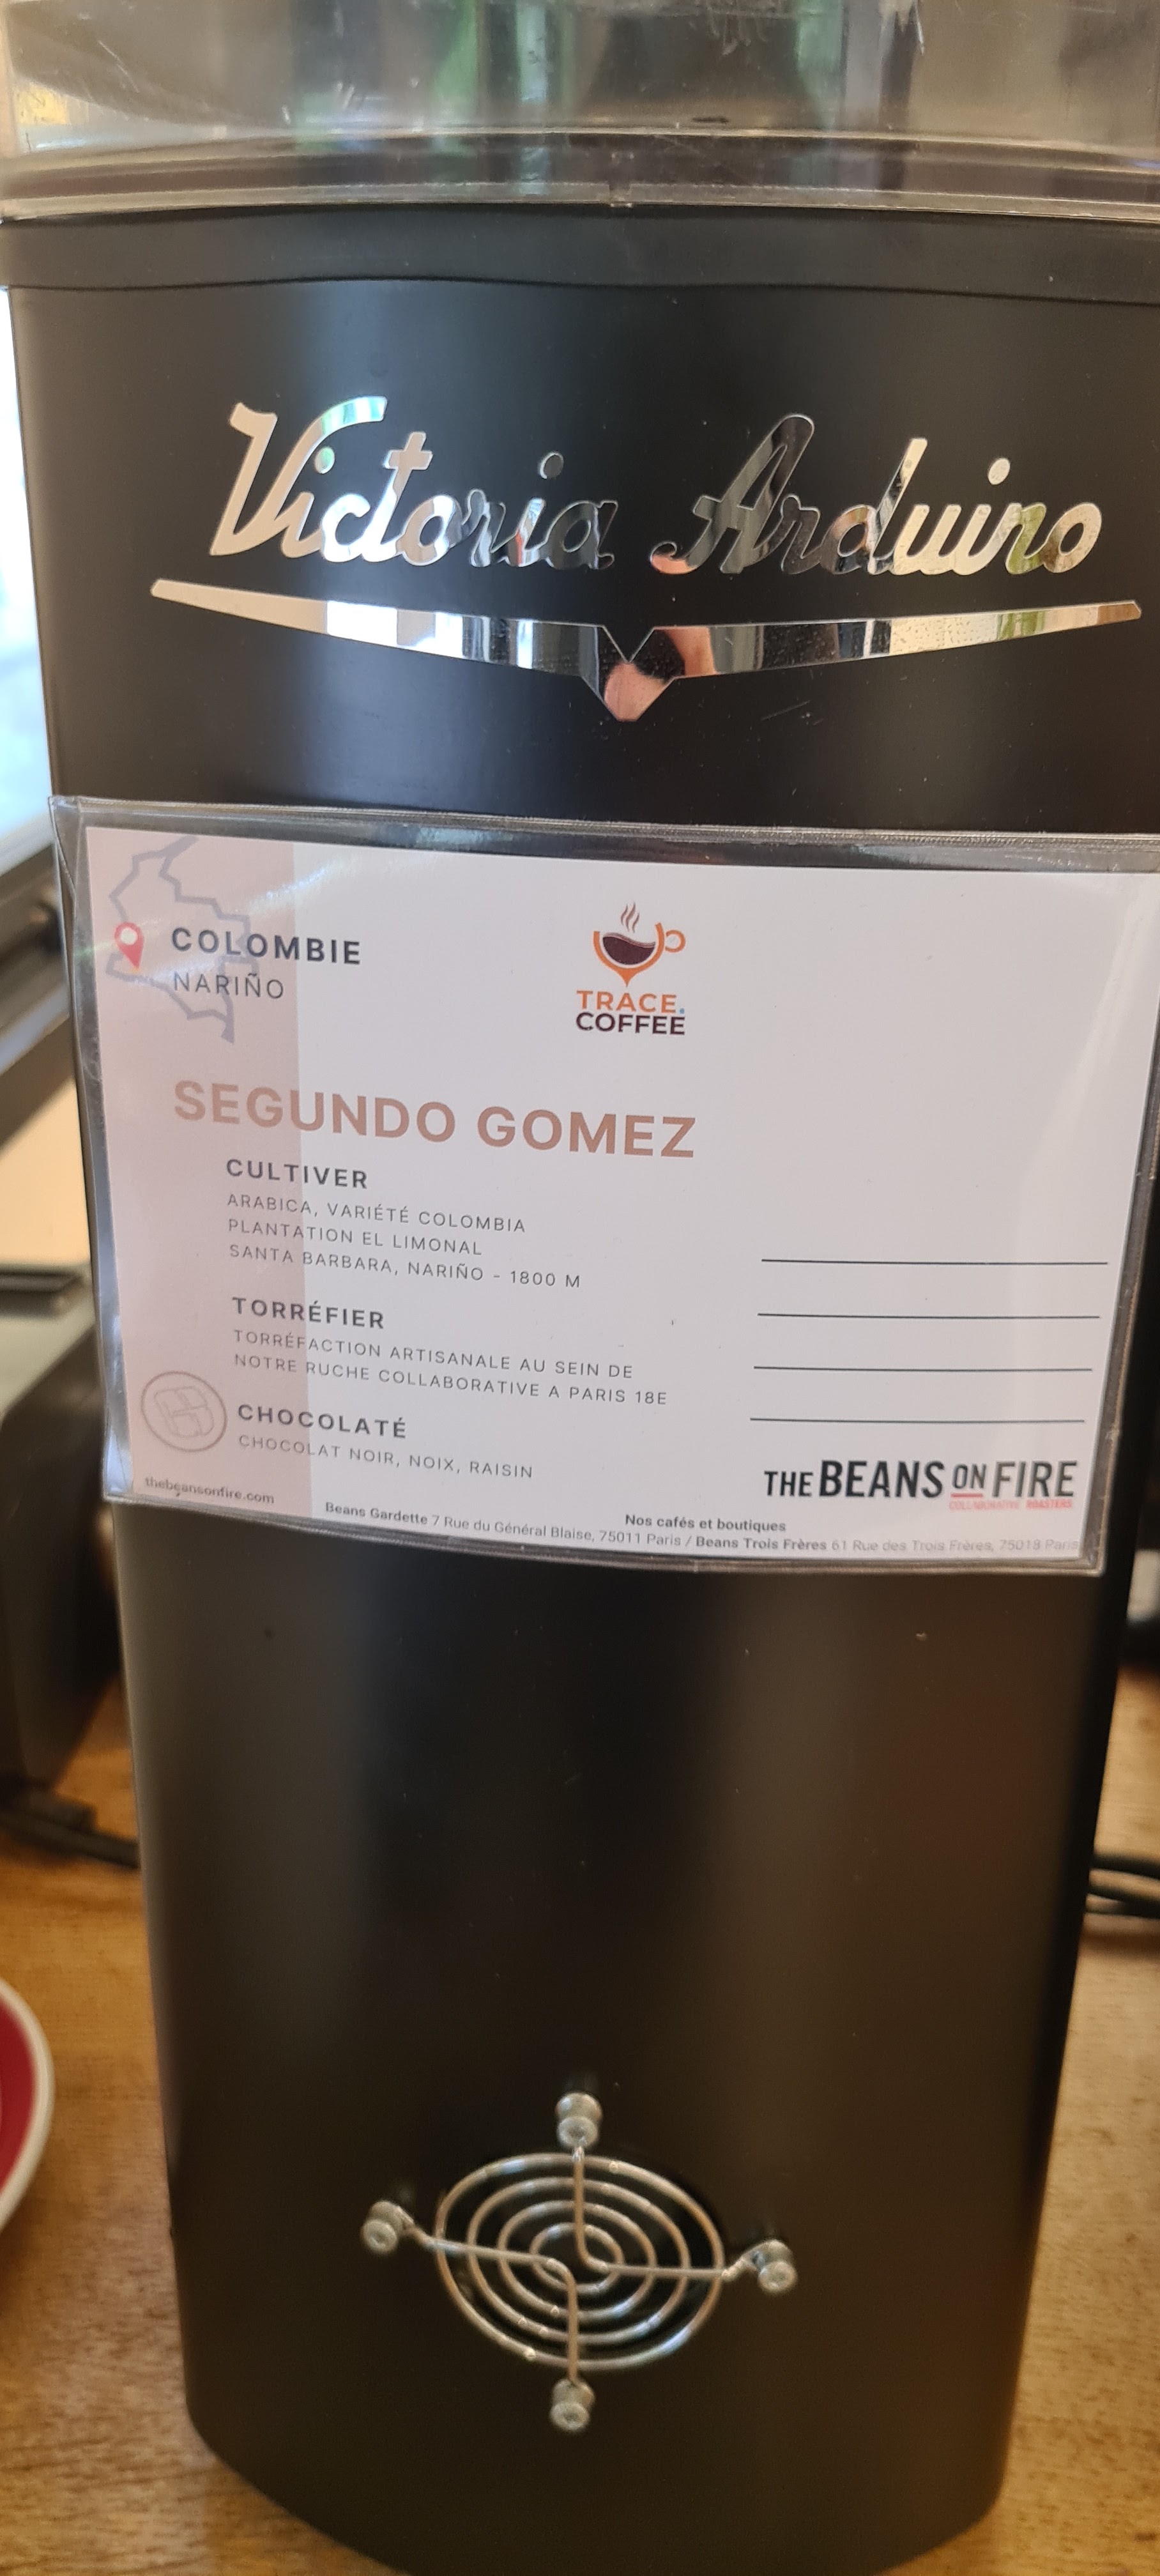 Victoria Arduino
COLOMBIE
NARIÑO
TRACE.
COFFEE
SEGUNDO GOMEZ
CULTIVER
ARABICA, VARIÉTÉ COLOMBIA
PLANTATION EL LIMONAL
SANTA BARBARA, NARIÑO - 1800 M
TORRÉFIER
TORRÉFACTION ARTISANALE AU SEIN DE
NOTRE RUCHE COLLABORATIVE A PARIS 18E
CHOCOLATÉ
CHOCOLAT NOIR, NOIX, RAISIN
THE BEANS ON FIRE
COLLABORATIVE ROASTERS
thebeansonfire.com
Nos cafés et boutiques
Beans Gardette 7 Rue du Général Blaise, 75011 Paris / Beans Trois Frères 61 Rue des Trois Frères, 75018 Paris